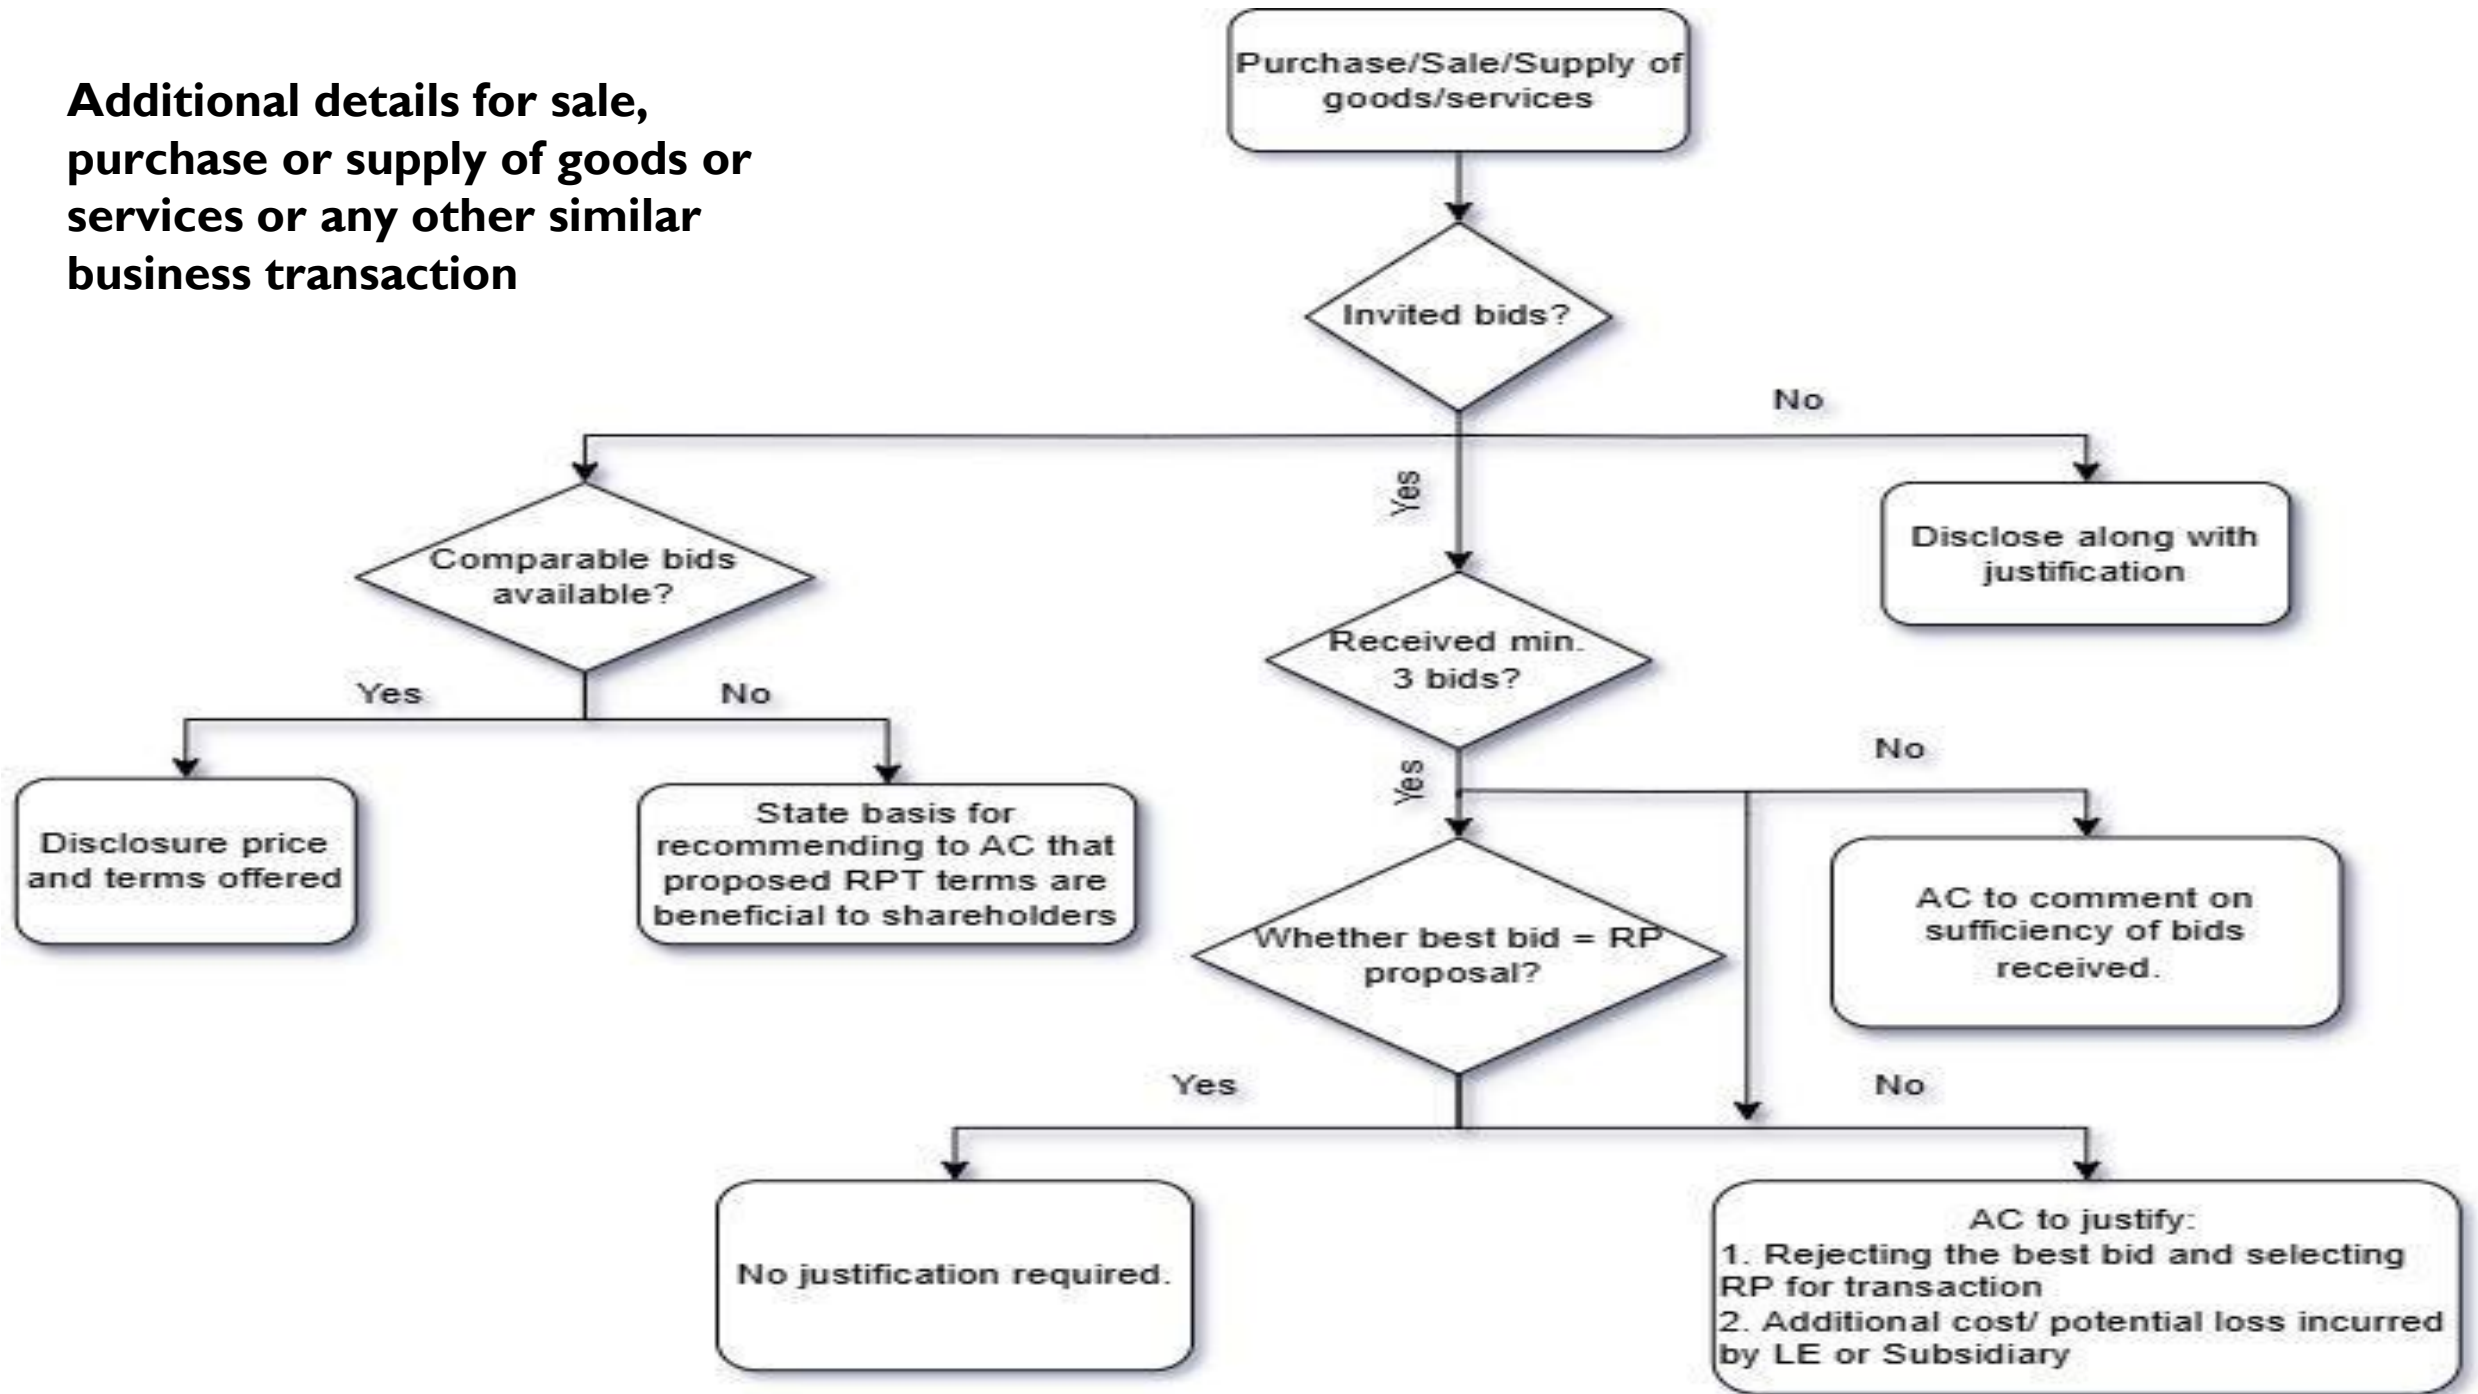 Additional details for sale,
purchase or supply of goods or
services or any other similar
business transaction
Purchase/Sale/Supply of
goods/services
Invited bids?
No
Yes
Comparable bids
available?
Disclose along with
justification
Received min.
3 bids?
Yes
No
No
Yes
Disclosure price
and terms offered
State basis for
recommending to AC that
proposed RPT terms are
beneficial to shareholders
Whether best bid = RP
proposal?
AC to comment on
sufficiency of bids
received.
Yes
No
No justification required.
AC to justify:
1. Rejecting the best bid and selecting
RP for transaction
2. Additional cost/ potential loss incurred
by LE or Subsidiary